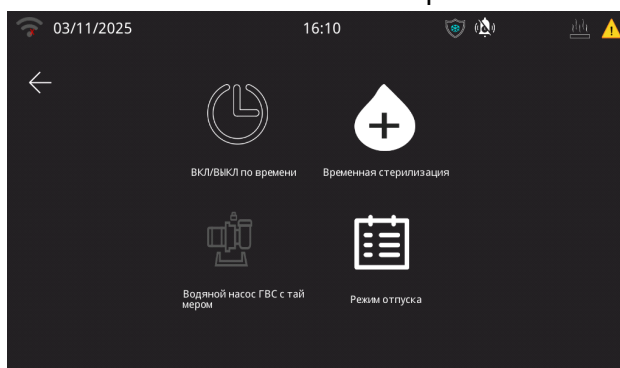 03/11/2025 16:10
ВКЛ/ВЫКЛ по времени Временная стерилизация
Водяной насос ГВС с тай
мером
Режим отпуска